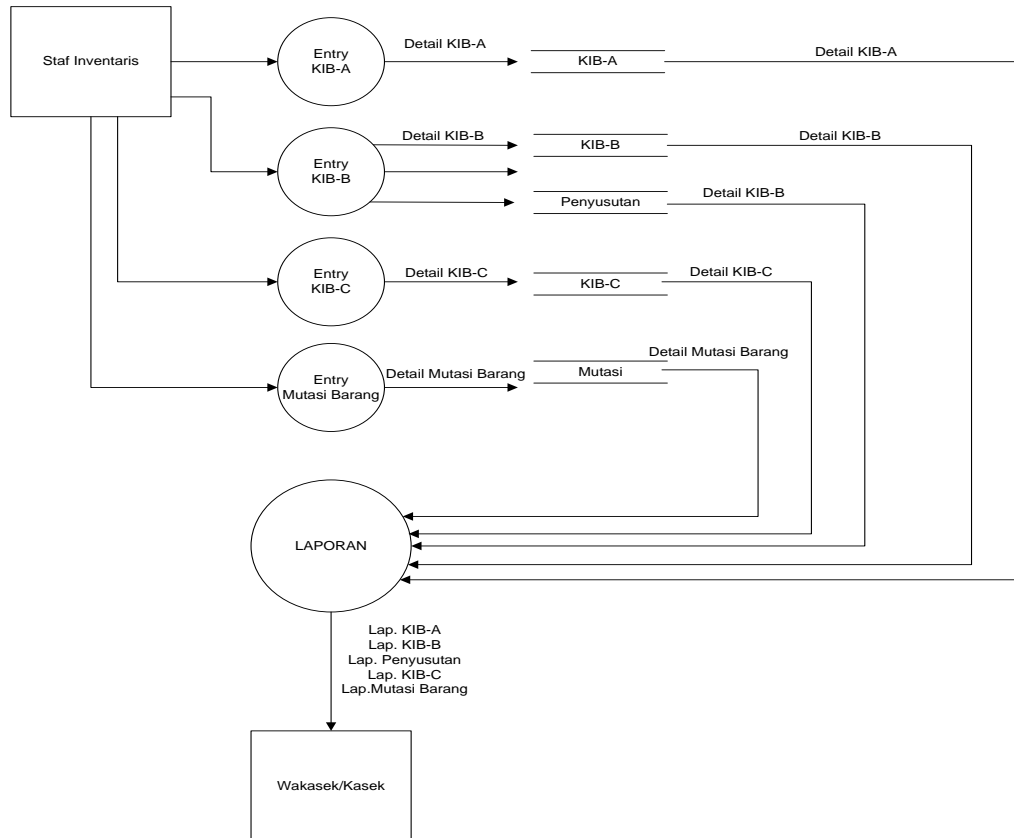 Staf Inventaris
Entry
KIB-A
Detail KIB-A
KIB-A
Detail KIB-A
Entry
KIB-B
Detail KIB-B
KIB-B
Detail KIB-B
Penyusutan
Detail KIB-B
Entry
KIB-C
Detail KIB-C
KIB-C
Detail KIB-C
Entry
Mutasi Barang
Detail Mutasi Barang
Mutasi
Detail Mutasi Barang
LAPORAN
Lap. KIB-A
Lap. KIB-B
Lap. Penyusutan
Lap. KIB-C
Lap.Mutasi Barang
Wakasek/Kasek